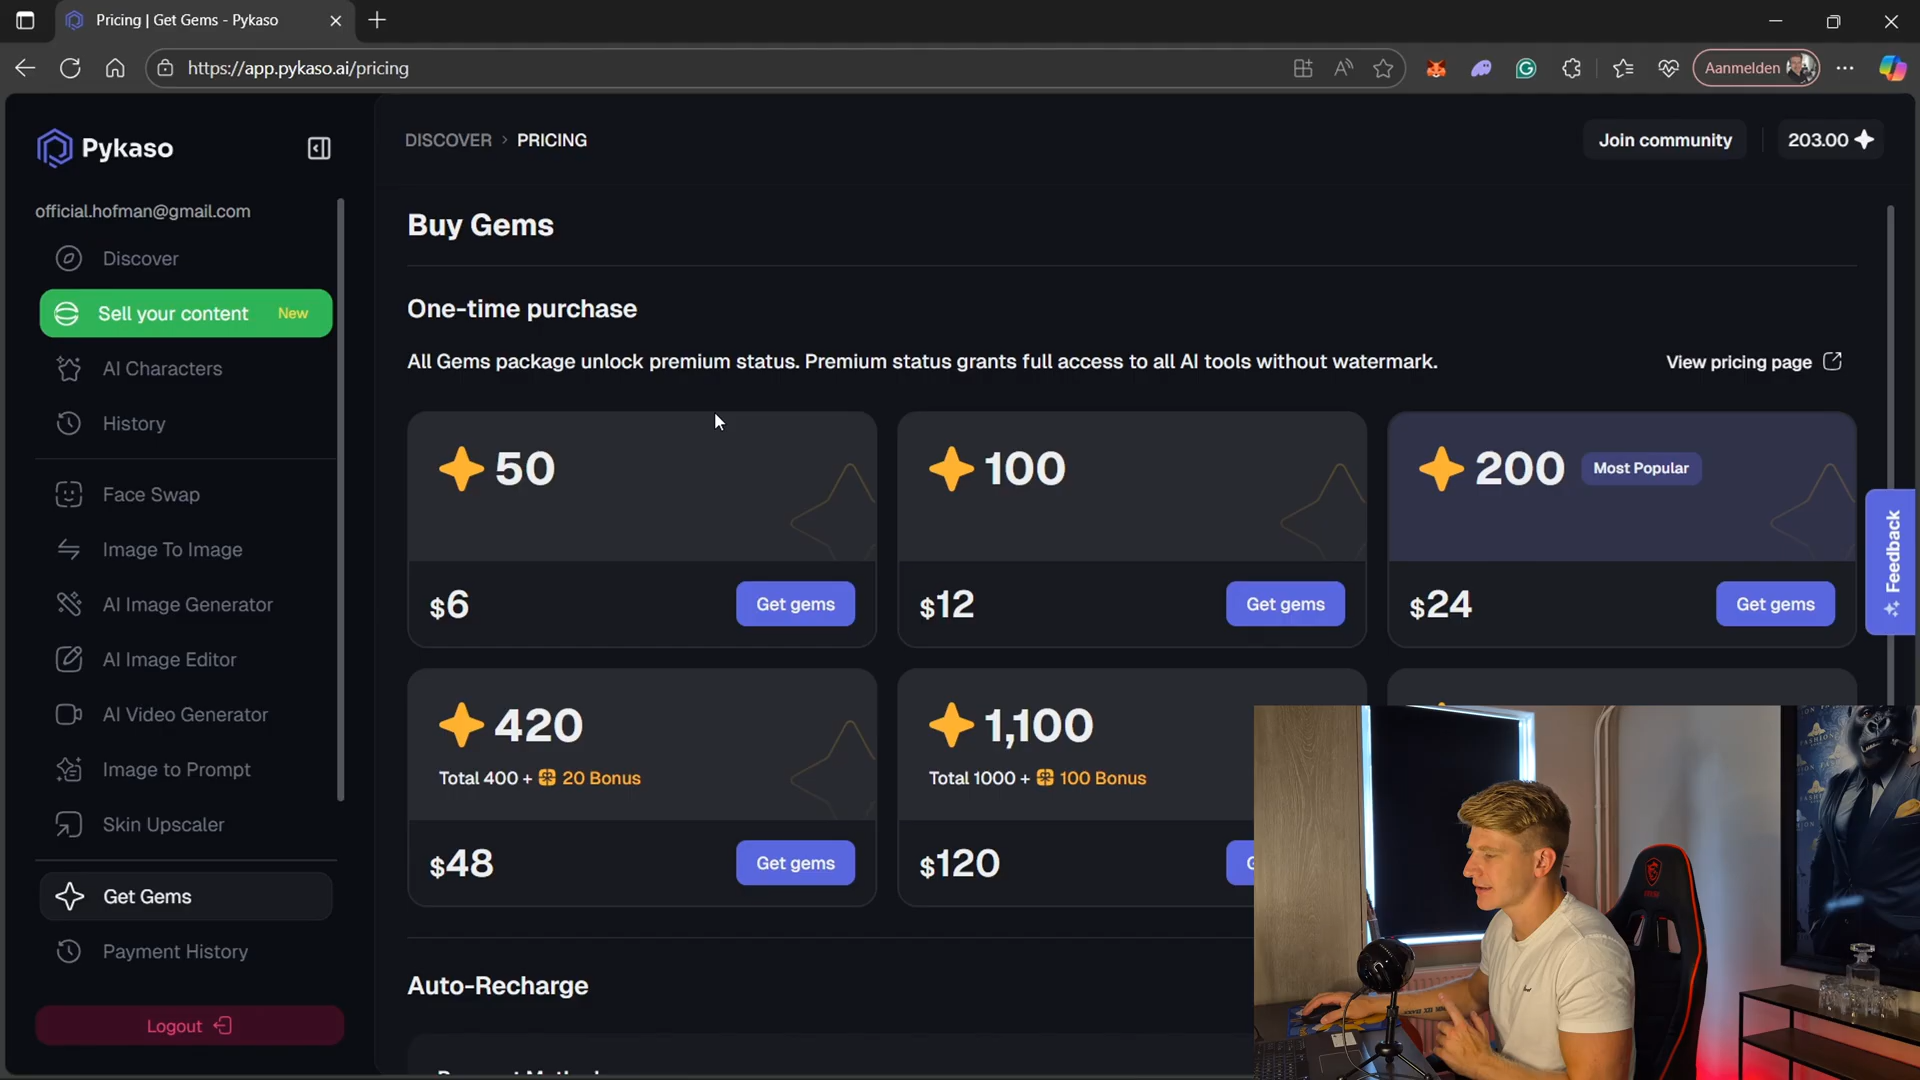 Pricing | Get Gems - Pykaso
https://app.pykaso.ai/pricing
Aanmelden
Pykaso
DISCOVER > PRICING
Join community
203.00
official.hofman@gmail.com
Discover
Sell your content New
AI Characters
History
Face Swap
Image To Image
AI Image Generator
AI Image Editor
AI Video Generator
Image to Prompt
Skin Upscaler
Get Gems
Payment History
Logout
Buy Gems
One-time purchase
All Gems package unlock premium status. Premium status grants full access to all AI tools without watermark.
View pricing page
50
$6
Get gems
100
$12
Get gems
200 Most Popular
$24
Get gems
420
Total 400 + 20 Bonus
$48
Get gems
1,100
Total 1000 + 100 Bonus
$120
Auto-Recharge
Feedback
FASHION